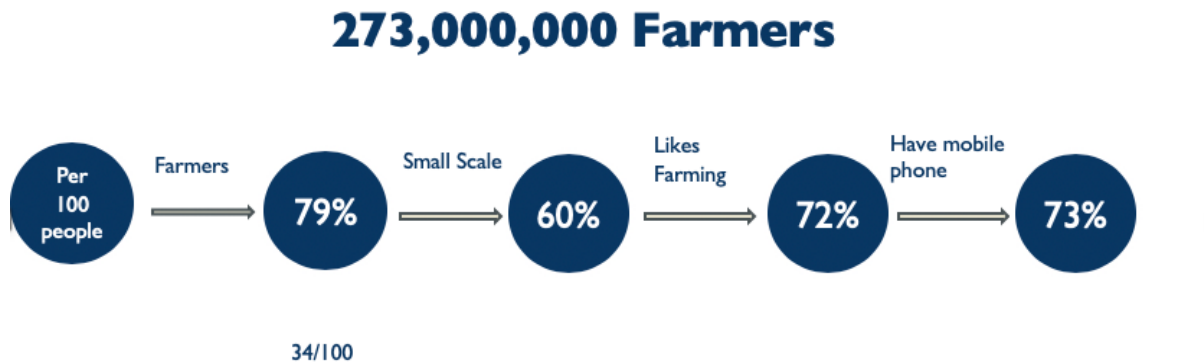 273,000,000 Farmers
Per
100
people
Farmers
79%
Small Scale
60%
Likes
Farming
72%
Have mobile
phone
73%
34/100